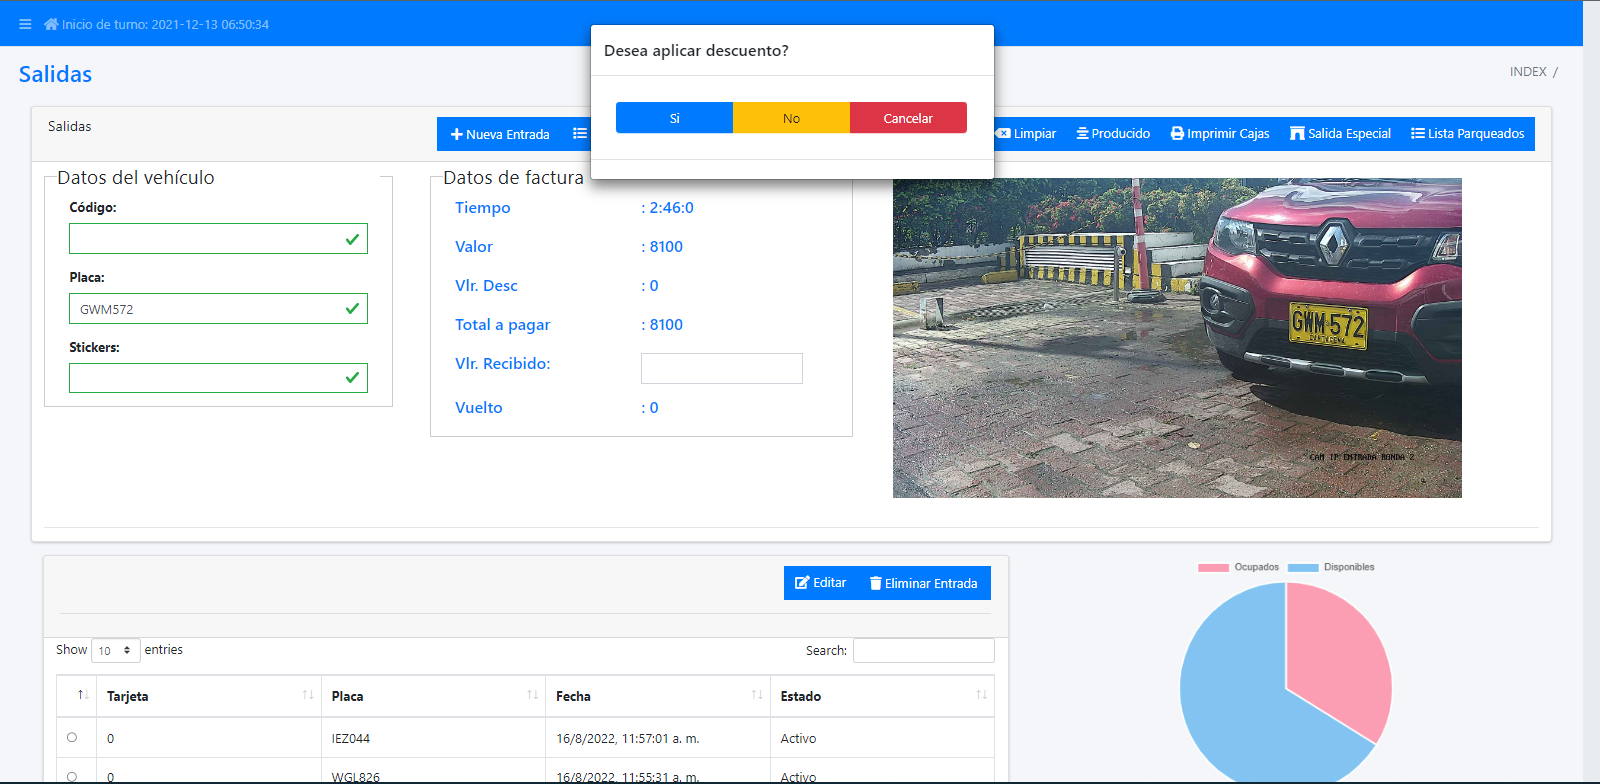 Inicio de turno: 2021-12-13 06:50:34
Desea aplicar descuento?
Si No Cancelar
Salidas
INDEX /
Salidas
Nueva Entrada
Limpiar Producido Imprimir Cajas Salida Especial Lista Parqueados
Datos del vehículo
Código:
Placa:
GWM572
Stickers:
Datos de factura
Tiempo : 2:46:0
Valor : 8100
Vlr. Desc : 0
Total a pagar : 8100
Vlr. Recibido:
Vuelto : 0
GWM 572
CARTAGENA
CAM IP ENTRADA RONDA 2
Editar Eliminar Entrada
Show 10 entries
Search:
Tarjeta Placa Fecha Estado
0 IEZ044 16/8/2022, 11:57:01 a. m. Activo
0 WGL826 16/8/2022, 11:55:31 a. m. Activo
Ocupados Disponibles